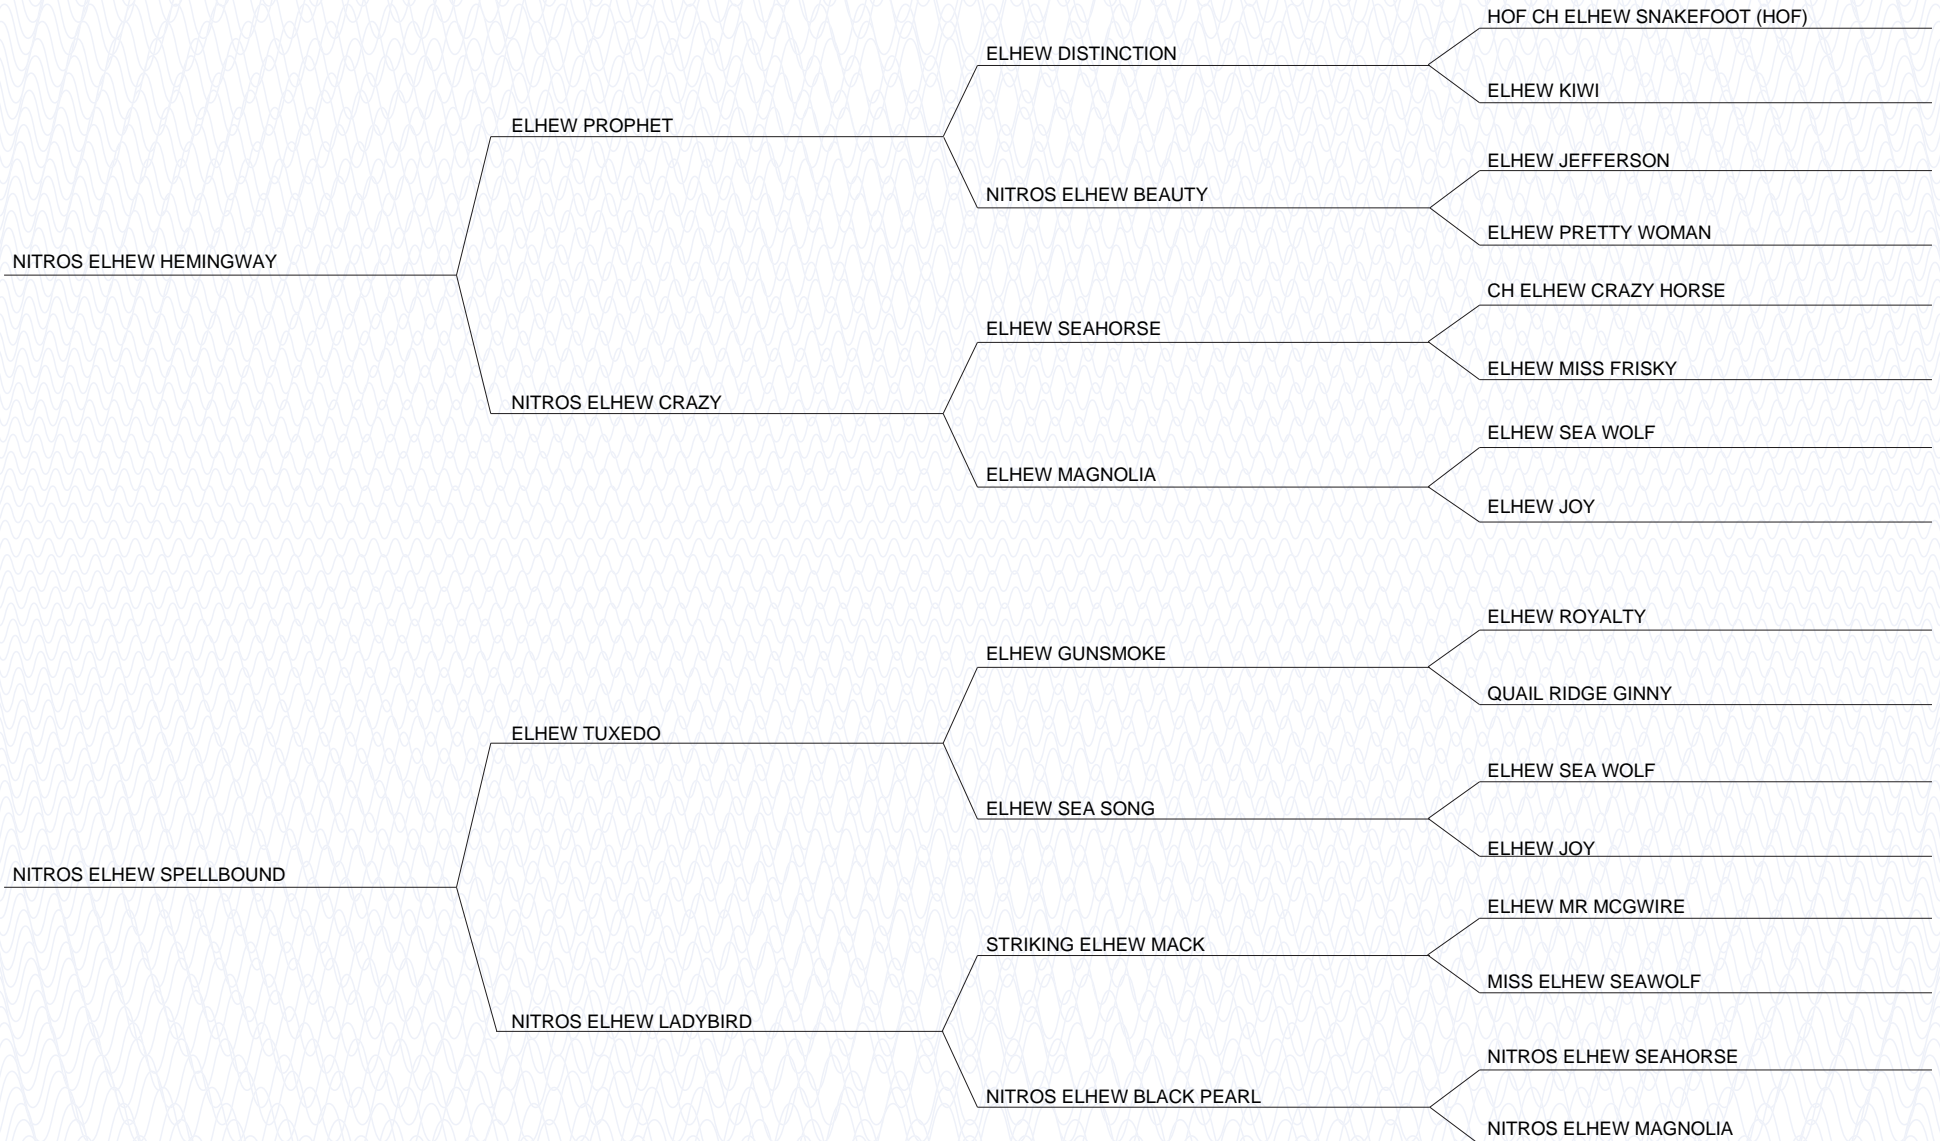 HOF CH ELHEW SNAKEFOOT (HOF)
ELHEW DISTINCTION
ELHEW KIWI
ELHEW PROPHET
ELHEW JEFFERSON
NITROS ELHEW BEAUTY
ELHEW PRETTY WOMAN
NITROS ELHEW HEMINGWAY
CH ELHEW CRAZY HORSE
ELHEW SEAHORSE
ELHEW MISS FRISKY
NITROS ELHEW CRAZY
ELHEW SEA WOLF
ELHEW MAGNOLIA
ELHEW JOY
ELHEW ROYALTY
ELHEW GUNSMOKE
QUAIL RIDGE GINNY
ELHEW TUXEDO
ELHEW SEA WOLF
ELHEW SEA SONG
ELHEW JOY
NITROS ELHEW SPELLBOUND
ELHEW MR MCGWIRE
STRIKING ELHEW MACK
MISS ELHEW SEAWOLF
NITROS ELHEW LADYBIRD
NITROS ELHEW SEAHORSE
NITROS ELHEW BLACK PEARL
NITROS ELHEW MAGNOLIA